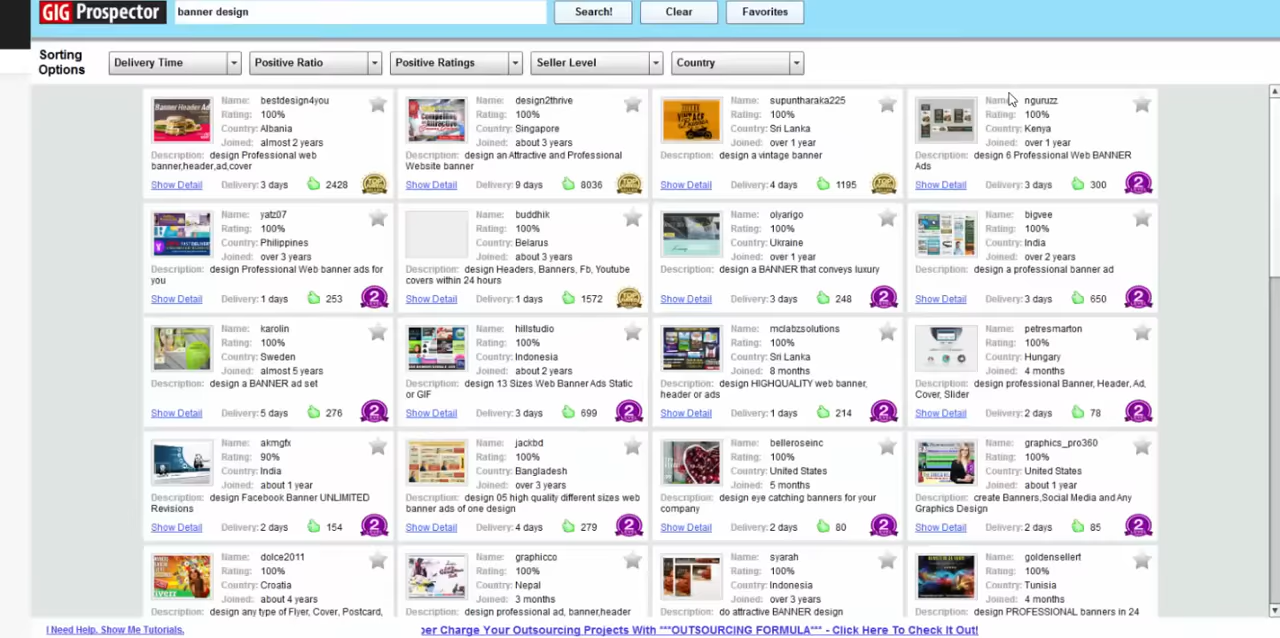 GIG Prospector banner design Search! Clear Favorites
Sorting
Options
Delivery Time Positive Ratio Positive Ratings Seller Level Country
Name: bestdesign4you
Rating: 100%
Country: Albania
Joined: almost 2 years
Description: design Professional web
banner,header,ad,cover
Show Detail Delivery: 3 days 2428
Name: design2thrive
Rating: 100%
Country: Singapore
Joined: about 3 years
Description: design an Attractive and Professional
Website banner
Show Detail Delivery: 9 days 8036
Name: supuntharaka225
Rating: 100%
Country: Sri Lanka
Joined: over 1 year
Description: design a vintage banner
Show Detail Delivery: 4 days 1195
Name: nguruzz
Rating: 100%
Country: Kenya
Joined: over 1 year
Description: design 6 Professional Web BANNER
Ads
Show Detail Delivery: 3 days 300 2
Name: yatz07
Rating: 100%
Country: Philippines
Joined: over 3 years
Description: design Professional Web banner ads for
you
Show Detail Delivery: 1 days 253 2
Name: buddhik
Rating: 100%
Country: Belarus
Joined: about 3 years
Description: design Headers, Banners, Fb, Youtube
covers within 24 hours
Show Detail Delivery: 1 days 1572
Name: olyarigo
Rating: 100%
Country: Ukraine
Joined: over 1 year
Description: design a BANNER that conveys luxury
Show Detail Delivery: 3 days 248 2
Name: bigvee
Rating: 100%
Country: India
Joined: over 2 years
Description: design a professional banner ad
Show Detail Delivery: 3 days 650 2
Name: karolin
Rating: 100%
Country: Sweden
Joined: almost 5 years
Description: design a BANNER ad set
Show Detail Delivery: 5 days 276 2
Name: hillstudio
Rating: 100%
Country: Indonesia
Joined: about 2 years
Description: design 13 Sizes Web Banner Ads Static
or GIF
Show Detail Delivery: 3 days 699 2
Name: mclabzsolutions
Rating: 100%
Country: Sri Lanka
Joined: 8 months
Description: design HIGHQUALITY web banner,
header or ads
Show Detail Delivery: 1 days 214 2
Name: petresmarton
Rating: 100%
Country: Hungary
Joined: 4 months
Description: design professional Banner, Header, Ad,
Cover, Slider
Show Detail Delivery: 2 days 78 2
Name: akmgfx
Rating: 90%
Country: India
Joined: about 1 year
Description: design Facebook Banner UNLIMITED
Revisions
Show Detail Delivery: 2 days 154 2
Name: jackbd
Rating: 100%
Country: Bangladesh
Joined: over 3 years
Description: design 05 high quality different sizes web
banner ads of one design
Show Detail Delivery: 4 days 279 2
Name: belleroseinc
Rating: 100%
Country: United States
Joined: 5 months
Description: design eye catching banners for your
company
Show Detail Delivery: 2 days 80 2
Name: graphics_pro360
Rating: 100%
Country: United States
Joined: about 1 year
Description: create Banners,Social Media and Any
Graphics Design
Show Detail Delivery: 2 days 85 2
Name: dolce2011
Rating: 100%
Country: Croatia
Joined: about 4 years
Description: design any type of Flyer, Cover, Postcard,
Name: graphicco
Rating: 100%
Country: Nepal
Joined: 3 months
Description: design professional ad, banner,header
Name: syarah
Rating: 100%
Country: Indonesia
Joined: over 3 years
Description: do attractive BANNER design
Name: goldensellert
Rating: 100%
Country: Tunisia
Joined: 4 months
Description: design PROFESSIONAL banners in 24
I Need Help. Show Me Tutorials. per Charge Your Outsourcing Projects With ***OUTSOURCING FORMULA*** - Click Here To Check It Out!